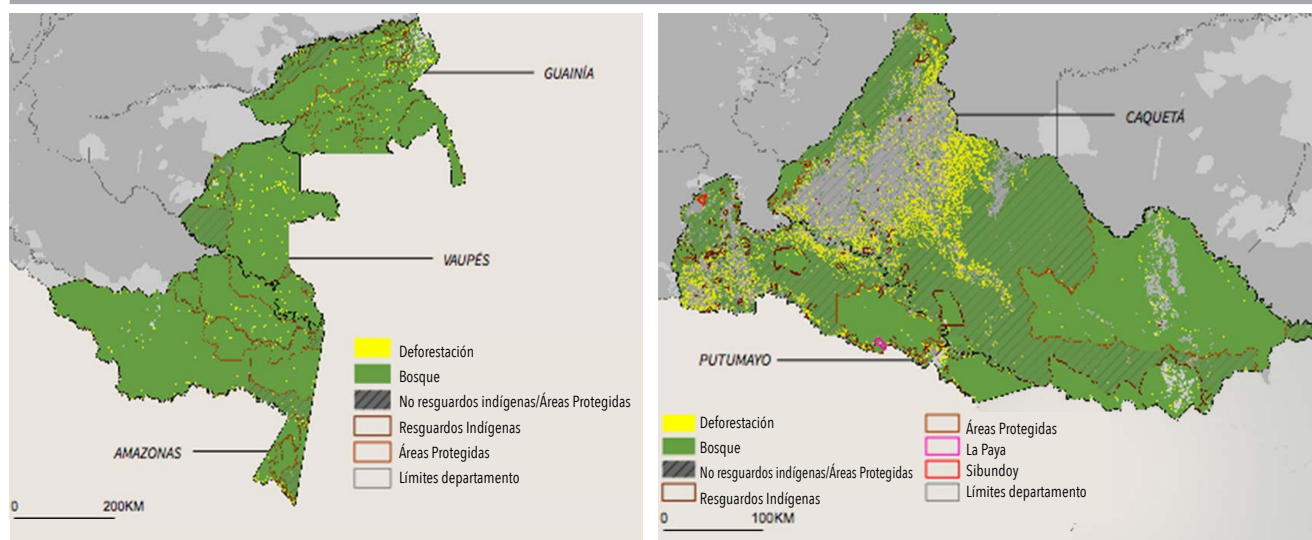 GUAINÍA
VAUPÉS
AMAZONAS
0 200KM
Deforestación
Bosque
No resguardos indígenas/Áreas Protegidas
Resguardos Indígenas
Áreas Protegidas
Límites departamento
CAQUETÁ
PUTUMAYO
Deforestación
Bosque
No resguardos indígenas/Áreas Protegidas
Resguardos Indígenas
Áreas Protegidas
La Paya
Sibundoy
Límites departamento
0 100KM